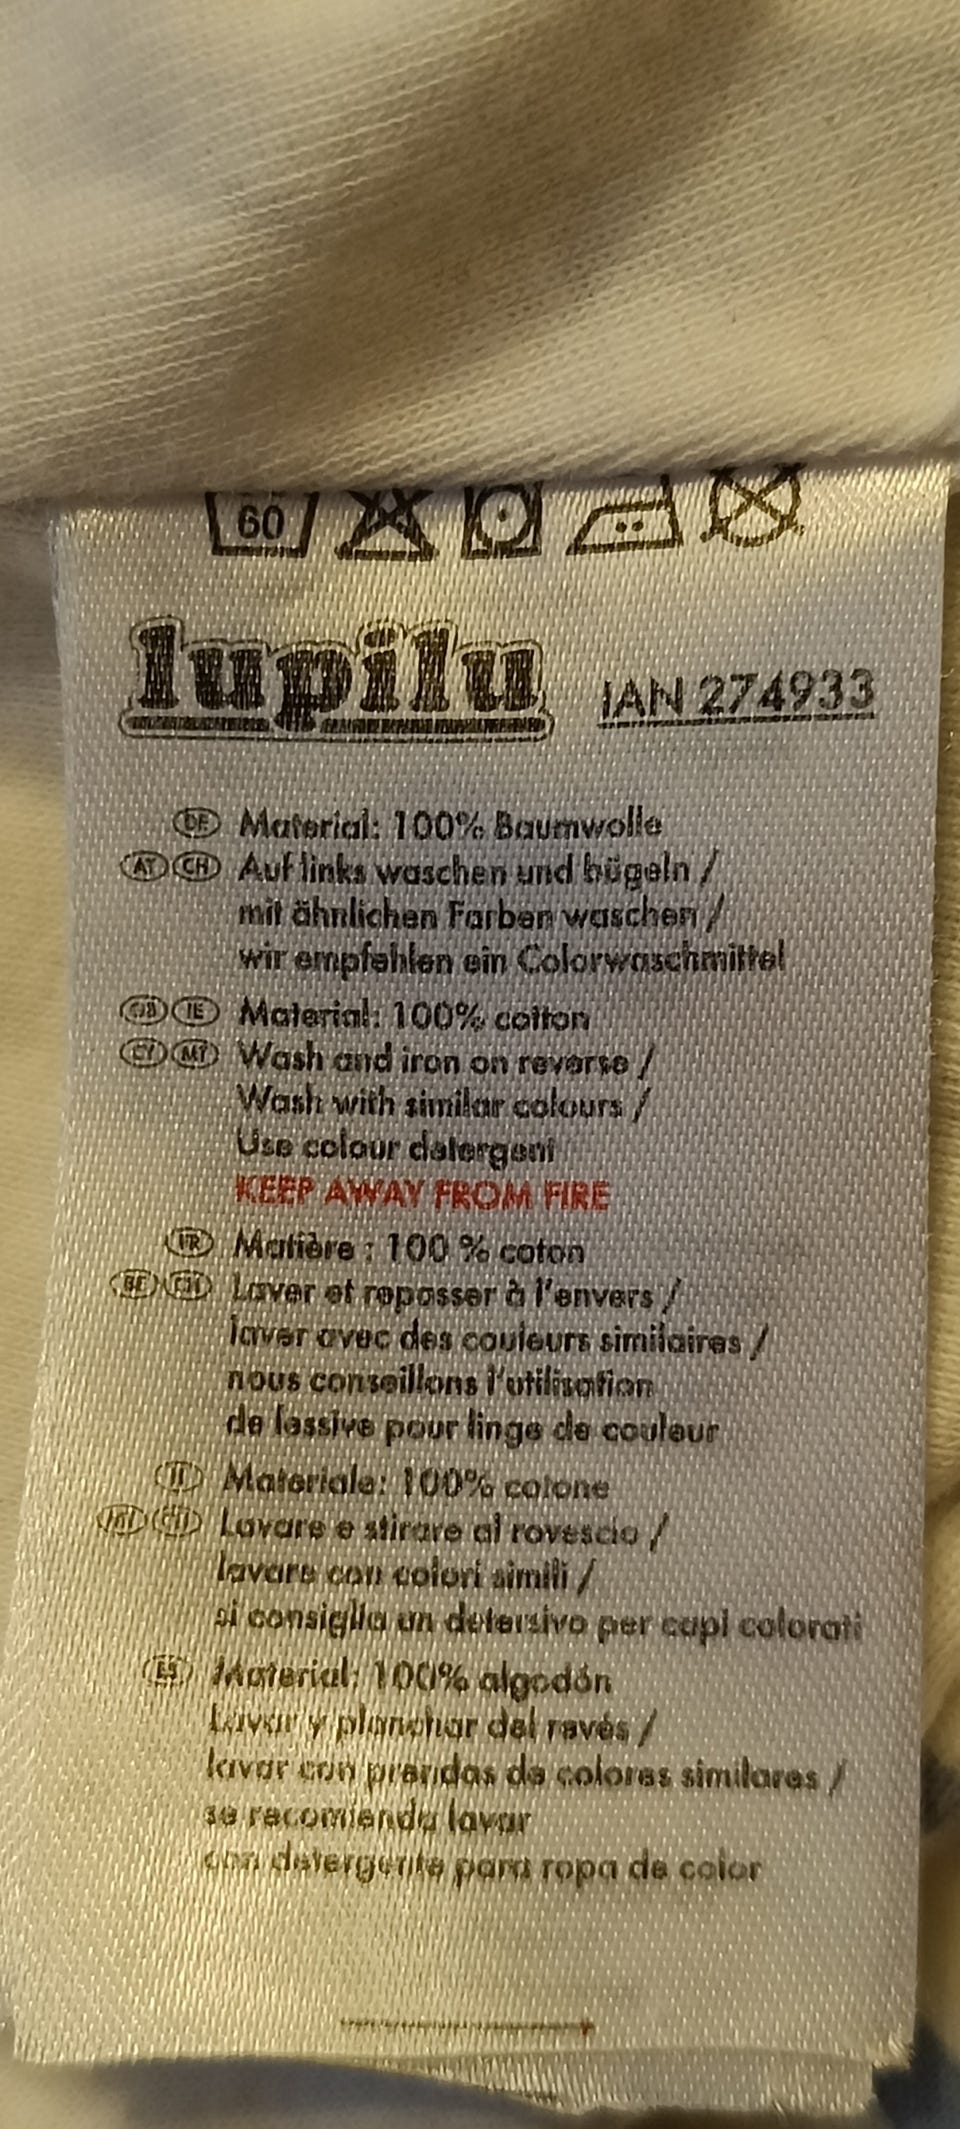 60
lupilu IAN 274933
DE Material: 100% Baumwolle
AT CH Auf links waschen und bügeln /
mit ähnlichen Farben waschen /
wir empfehlen ein Colorwaschmittel
GB IE Material: 100% cotton
CY MT Wash and iron on reverse /
Wash with similar colours /
Use colour detergent
KEEP AWAY FROM FIRE
FR Matière : 100 % coton
BE CH Laver et repasser à l'envers /
laver avec des couleurs similaires /
nous conseillons l'utilisation
de lessive pour linge de couleur
IT Materiale: 100% cotone
MT CH Lavare e stirare al rovescio /
lavare con colori simili /
si consiglia un detersivo per capi colorati
ES Material: 100% algodón
Lavar y planchar del revés /
lavar con prendas de colores similares /
se recomienda lavar
con detergente para ropa de color